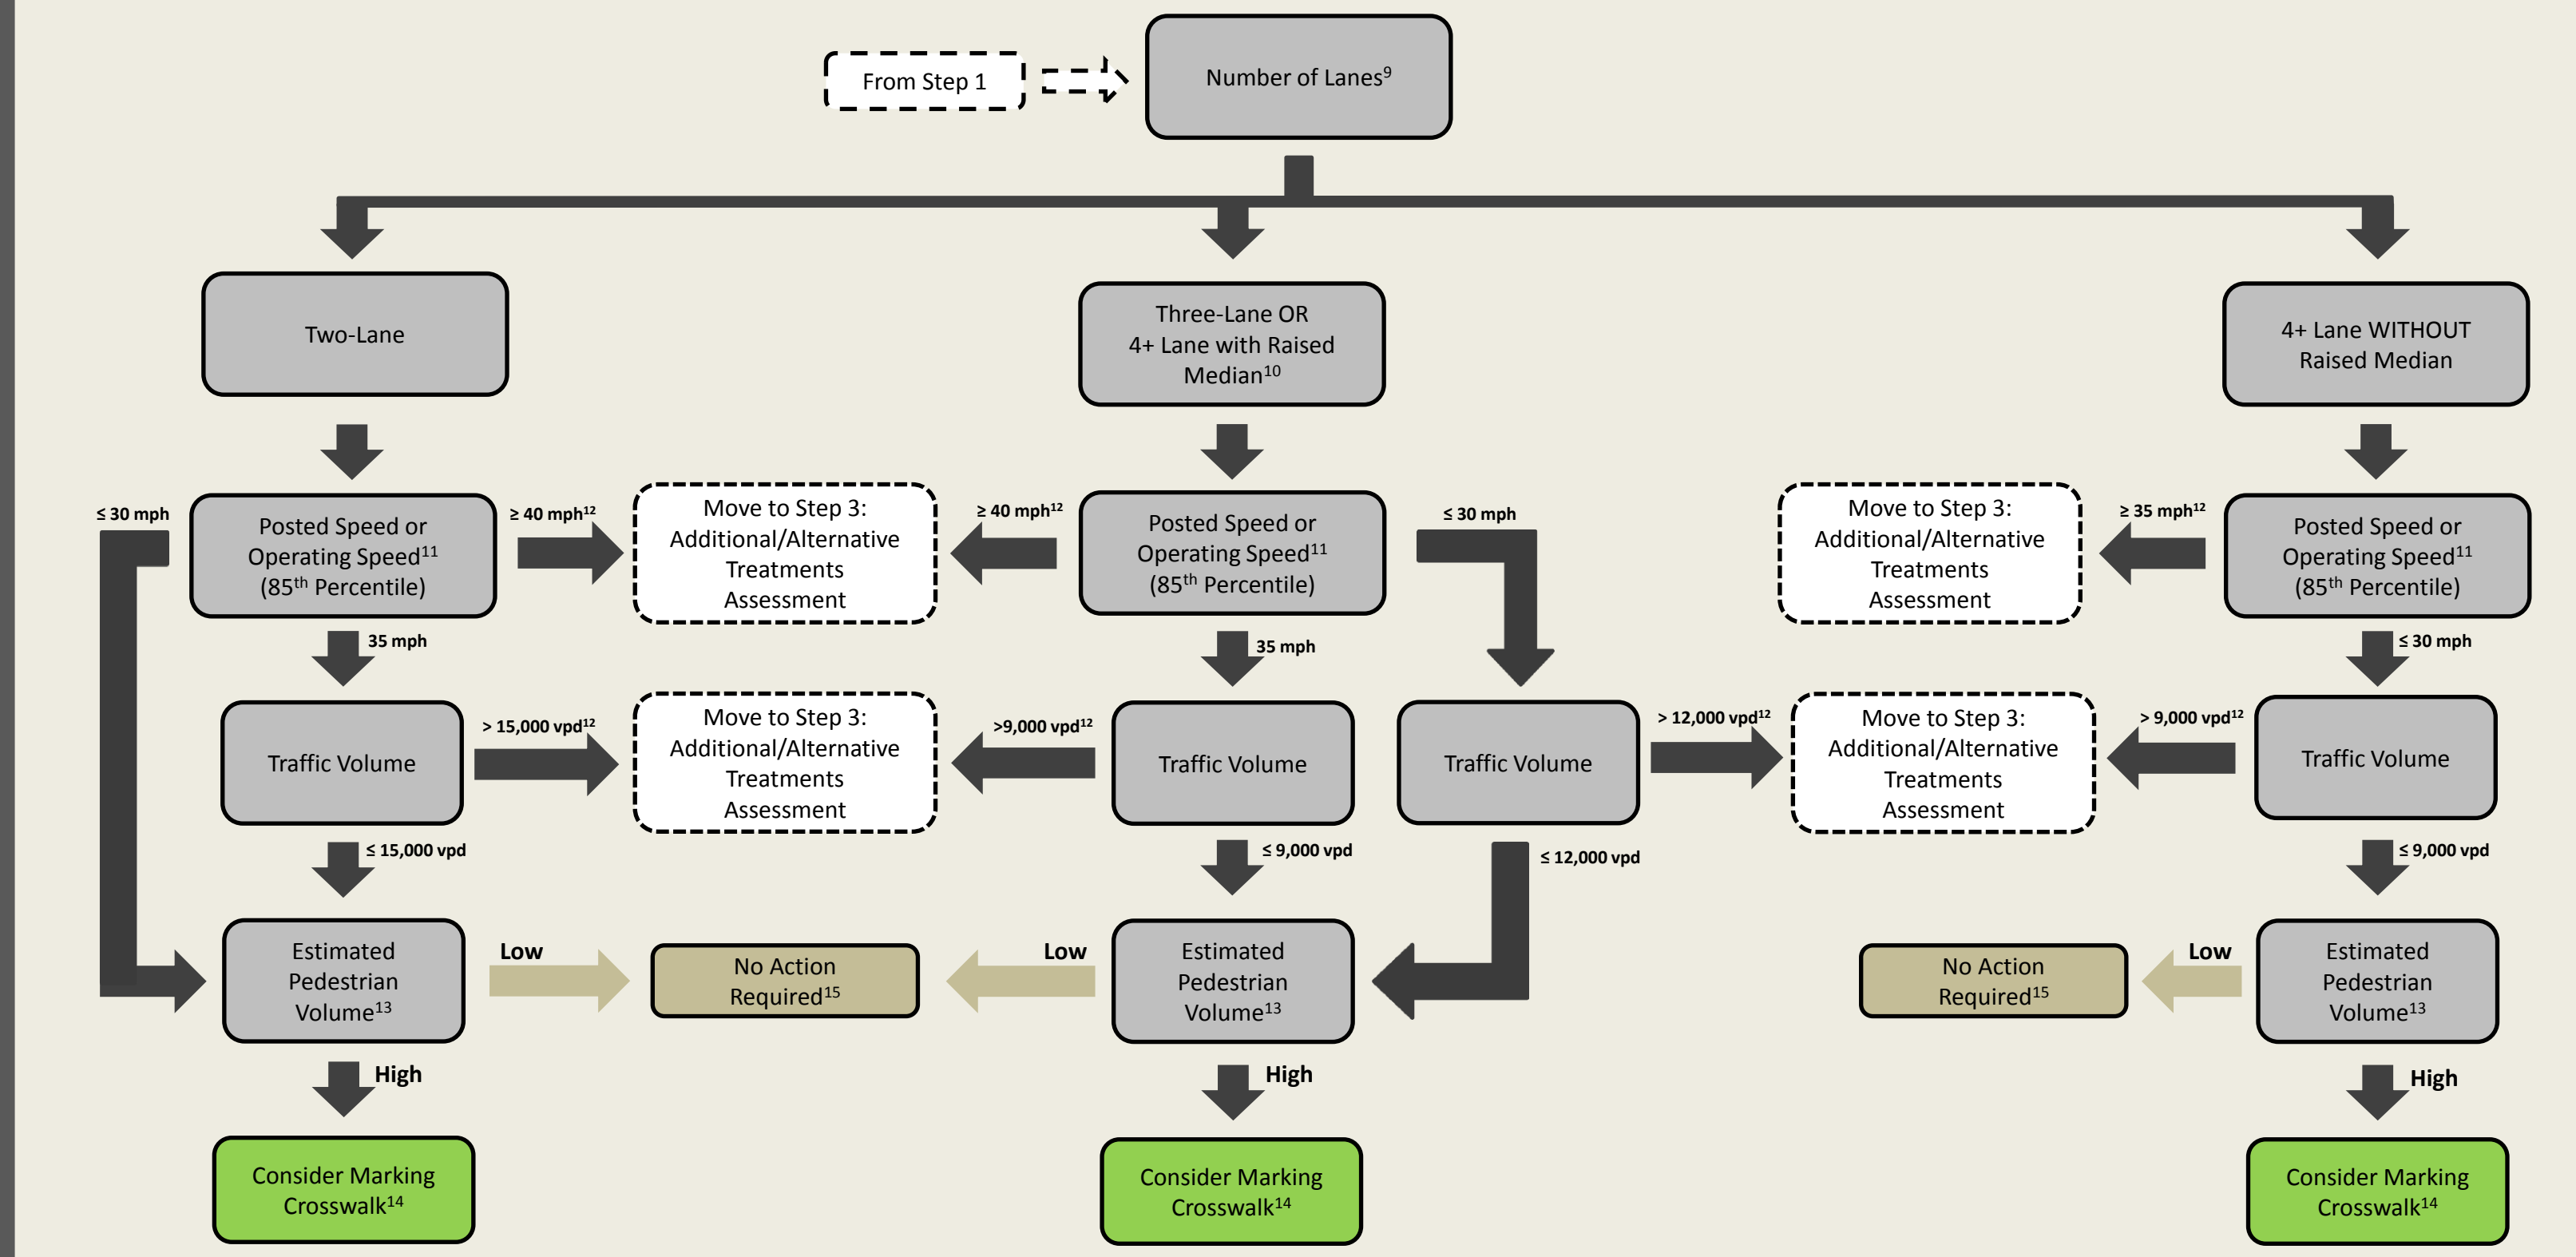 From Step 1
Number of Lanes⁹
Two-Lane
Three-Lane OR
4+ Lane with Raised
Median¹⁰
4+ Lane WITHOUT
Raised Median
≤ 30 mph
Posted Speed or
Operating Speed¹¹
(85th Percentile)
≥ 40 mph¹²
Move to Step 3:
Additional/Alternative
Treatments
Assessment
≥ 40 mph¹²
Posted Speed or
Operating Speed¹¹
(85th Percentile)
≤ 30 mph
Move to Step 3:
Additional/Alternative
Treatments
Assessment
≥ 35 mph¹²
Posted Speed or
Operating Speed¹¹
(85th Percentile)
35 mph
35 mph
≤ 30 mph
Traffic Volume
> 15,000 vpd¹²
Move to Step 3:
Additional/Alternative
Treatments
Assessment
>9,000 vpd¹²
Traffic Volume
Traffic Volume
> 12,000 vpd¹²
Move to Step 3:
Additional/Alternative
Treatments
Assessment
> 9,000 vpd¹²
Traffic Volume
≤ 15,000 vpd
≤ 9,000 vpd
≤ 12,000 vpd
≤ 9,000 vpd
Estimated
Pedestrian
Volume¹³
Low
No Action
Required¹⁵
Low
Estimated
Pedestrian
Volume¹³
No Action
Required¹⁵
Low
Estimated
Pedestrian
Volume¹³
High
High
High
Consider Marking
Crosswalk¹⁴
Consider Marking
Crosswalk¹⁴
Consider Marking
Crosswalk¹⁴